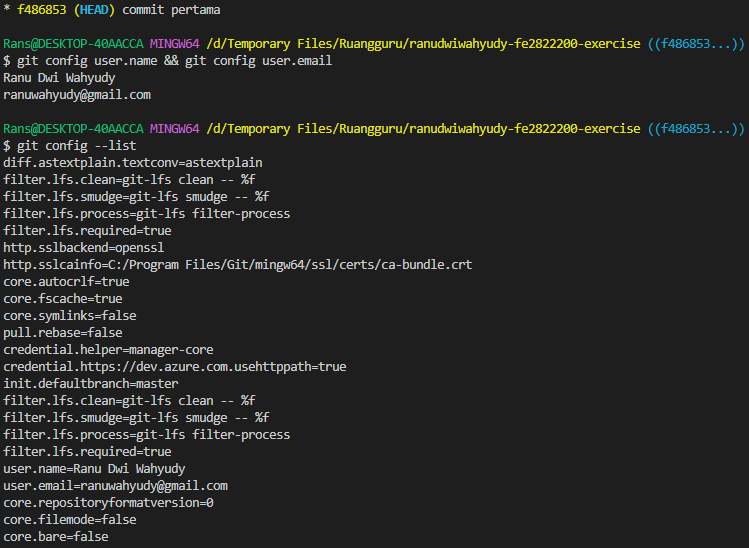 * f486853 (HEAD) commit pertama
Rans@DESKTOP-40AACCA MINGW64 /d/Temporary Files/Ruangguru/ranudwiwahyudy-fe2822200-exercise ((f486853...))
$ git config user.name && git config user.email
Ranu Dwi Wahyudy
ranuwahyudy@gmail.com
Rans@DESKTOP-40AACCA MINGW64 /d/Temporary Files/Ruangguru/ranudwiwahyudy-fe2822200-exercise ((f486853...))
$ git config --list
diff.astextplain.textconv=astextplain
filter.lfs.clean=git-lfs clean -- %f
filter.lfs.smudge=git-lfs smudge -- %f
filter.lfs.process=git-lfs filter-process
filter.lfs.required=true
http.sslbackend=openssl
http.sslcainfo=C:/Program Files/Git/mingw64/ssl/certs/ca-bundle.crt
core.autocrlf=true
core.fscache=true
core.symlinks=false
pull.rebase=false
credential.helper=manager-core
credential.https://dev.azure.com.usehttppath=true
init.defaultbranch=master
filter.lfs.clean=git-lfs clean -- %f
filter.lfs.smudge=git-lfs smudge -- %f
filter.lfs.process=git-lfs filter-process
filter.lfs.required=true
user.name=Ranu Dwi Wahyudy
user.email=ranuwahyudy@gmail.com
core.repositoryformatversion=0
core.filemode=false
core.bare=false